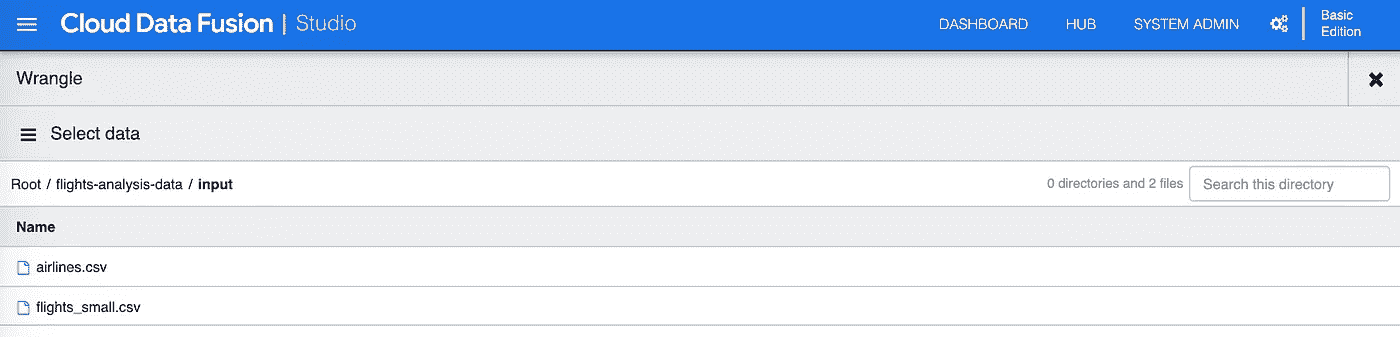 Cloud Data Fusion | Studio DASHBOARD HUB SYSTEM ADMIN Basic
Edition
Wrangle
Select data
Root / flights-analysis-data / input 0 directories and 2 files Search this directory
Name
airlines.csv
flights_small.csv